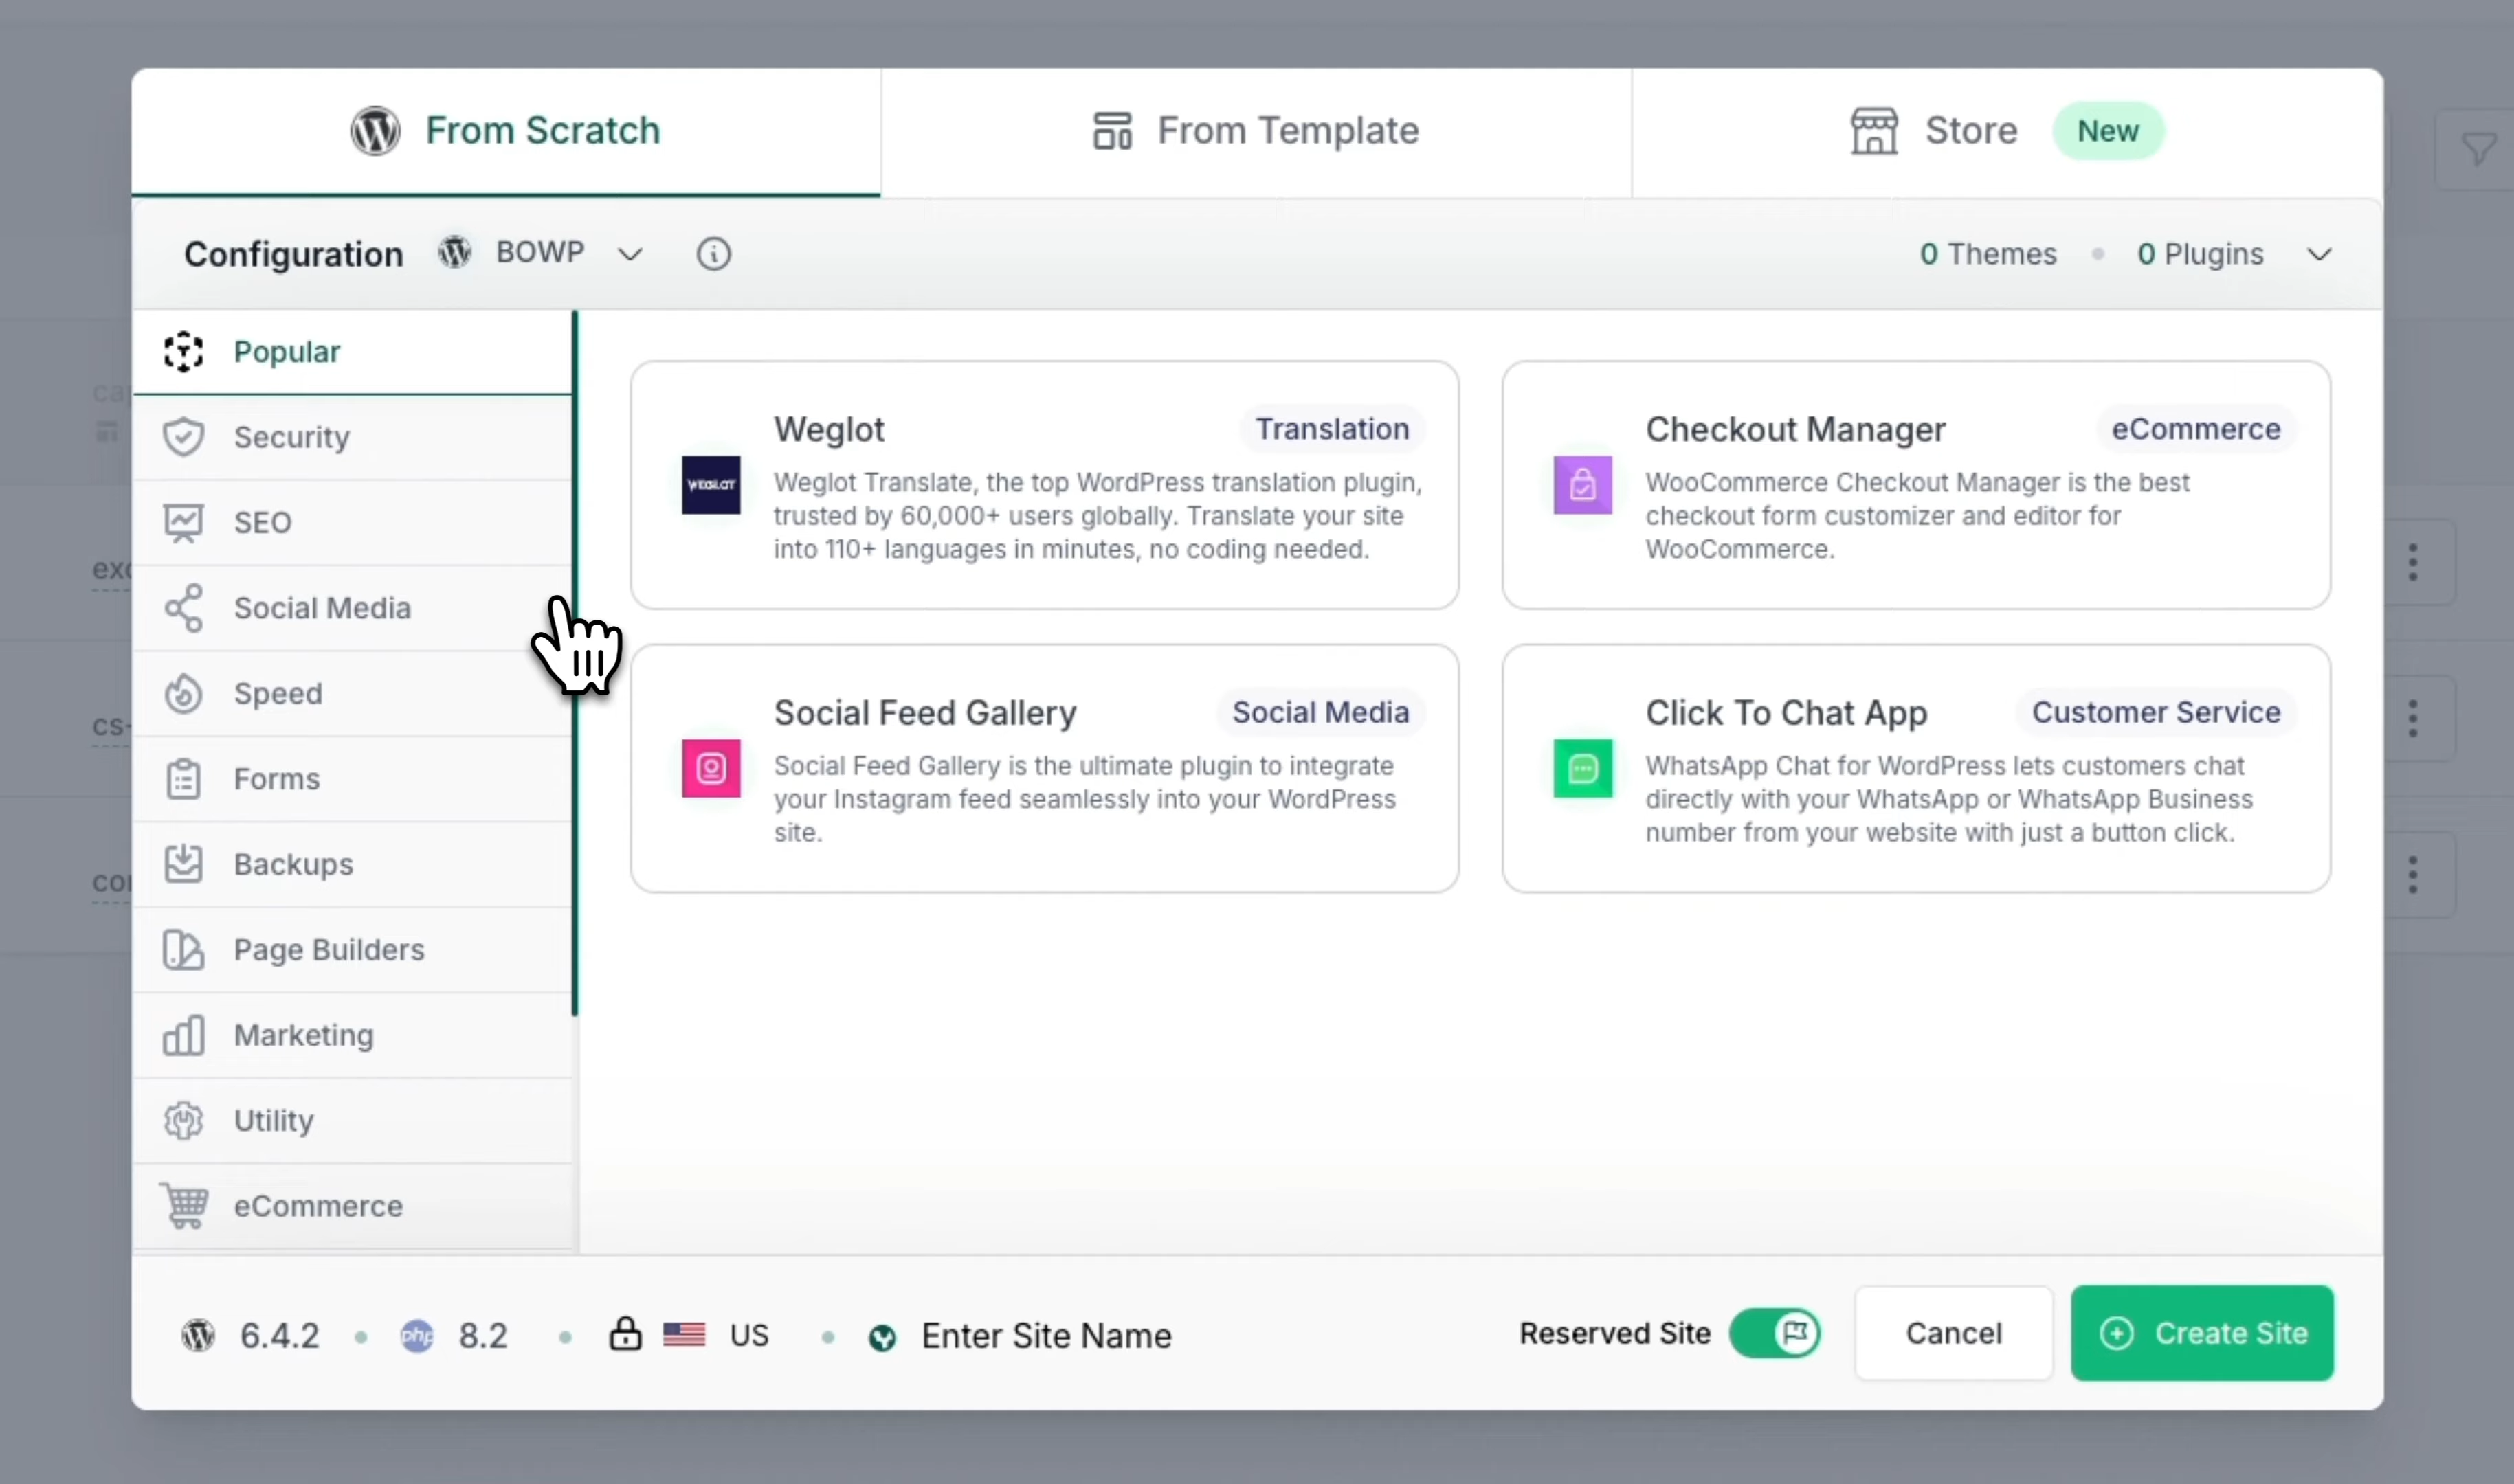 From Scratch
From Template
Store New
Configuration BOWP
0 Themes • 0 Plugins
Popular
Security
SEO
Social Media
Speed
Forms
Backups
Page Builders
Marketing
Utility
eCommerce
Weglot Translation
WEGLOT
Weglot Translate, the top WordPress translation plugin,
trusted by 60,000+ users globally. Translate your site
into 110+ languages in minutes, no coding needed.
Checkout Manager eCommerce
WooCommerce Checkout Manager is the best
checkout form customizer and editor for
WooCommerce.
Social Feed Gallery Social Media
Social Feed Gallery is the ultimate plugin to integrate
your Instagram feed seamlessly into your WordPress
site.
Click To Chat App Customer Service
WhatsApp Chat for WordPress lets customers chat
directly with your WhatsApp or WhatsApp Business
number from your website with just a button click.
6.4.2 • php 8.2 • US • Enter Site Name
Reserved Site
Cancel
Create Site